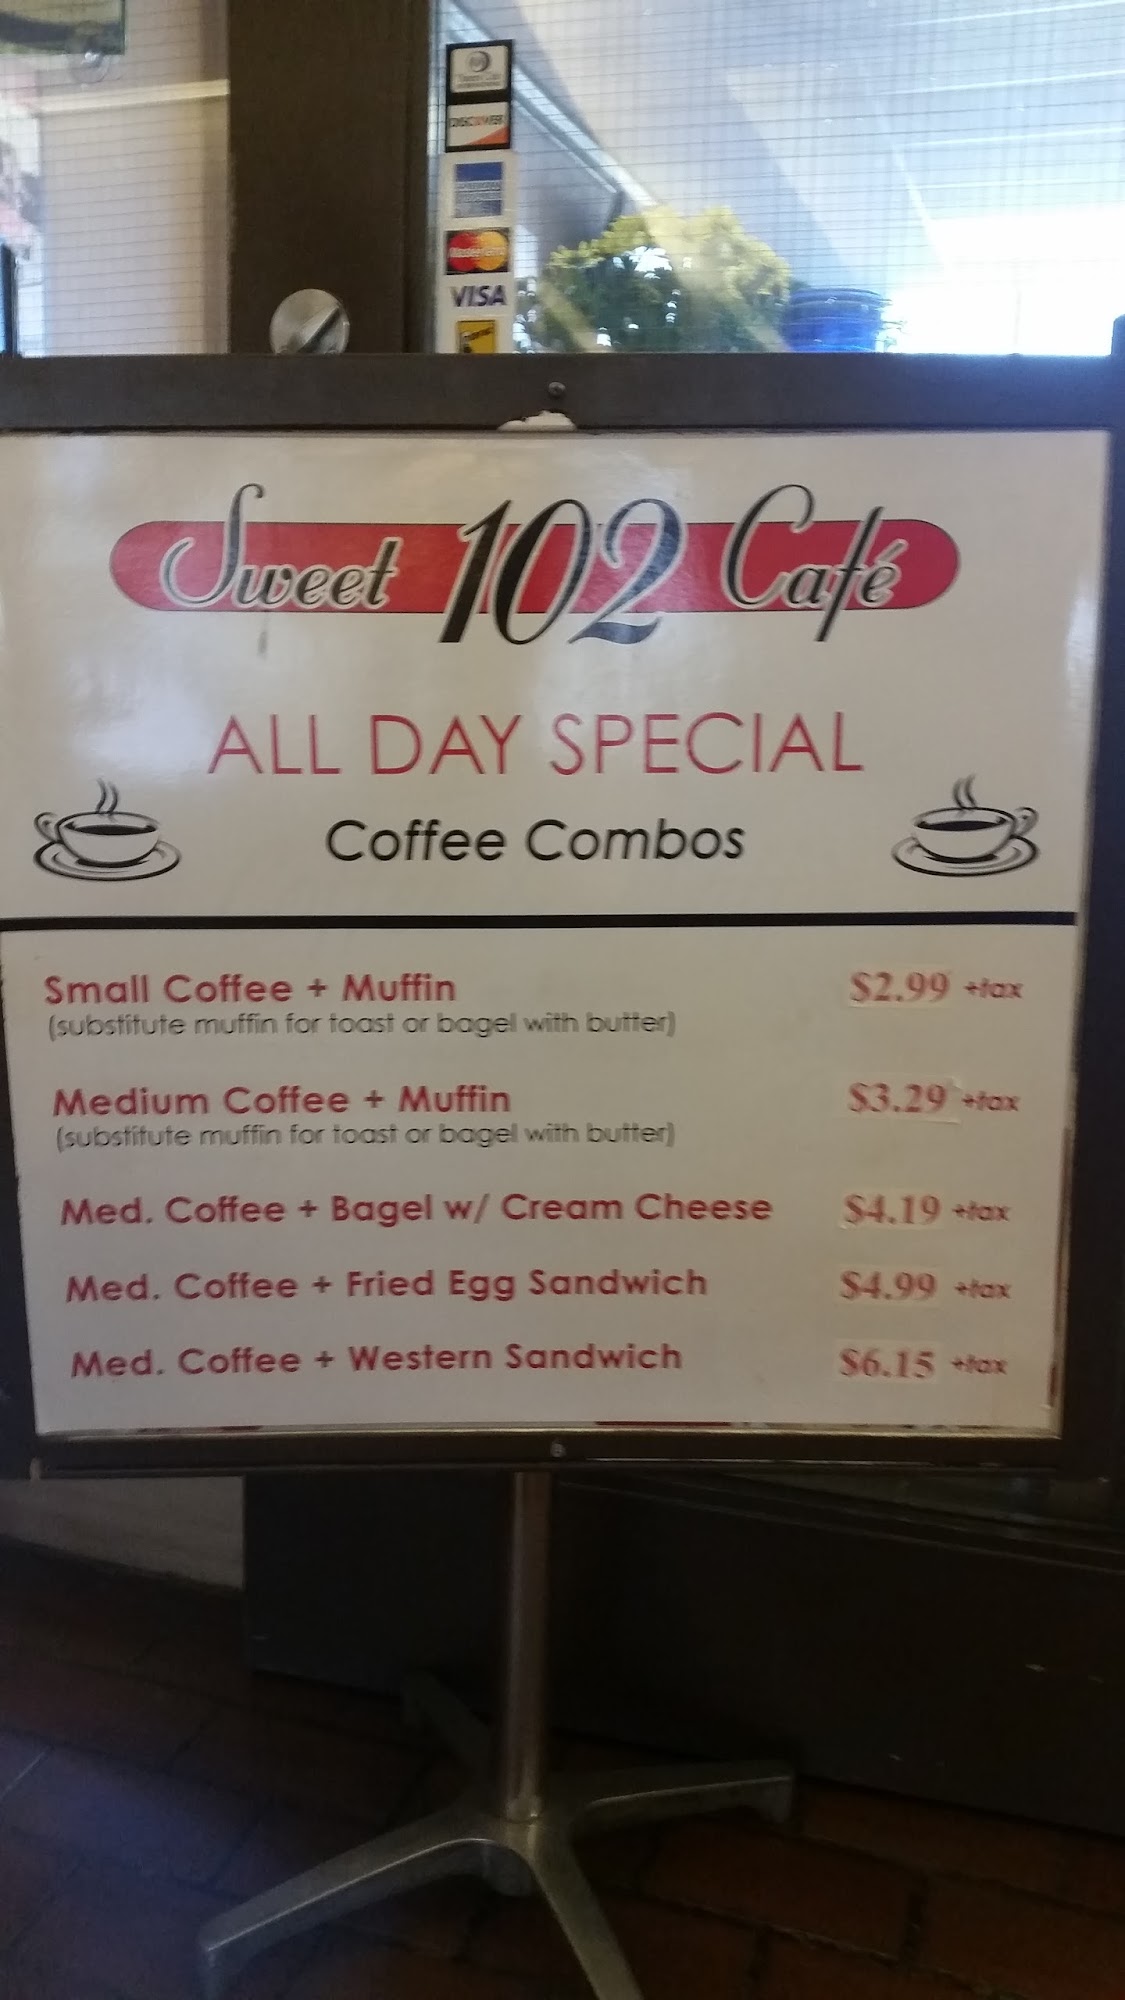 DISCOVER
MasterCard
VISA
Sweet 102 Café
ALL DAY SPECIAL
Coffee Combos
Small Coffee + Muffin $2.99 +tax
(substitute muffin for toast or bagel with butter)
Medium Coffee + Muffin $3.29 +tax
(substitute muffin for toast or bagel with butter)
Med. Coffee + Bagel w/ Cream Cheese $4.19 +tax
Med. Coffee + Fried Egg Sandwich $4.99 +tax
Med. Coffee + Western Sandwich $6.15 +tax